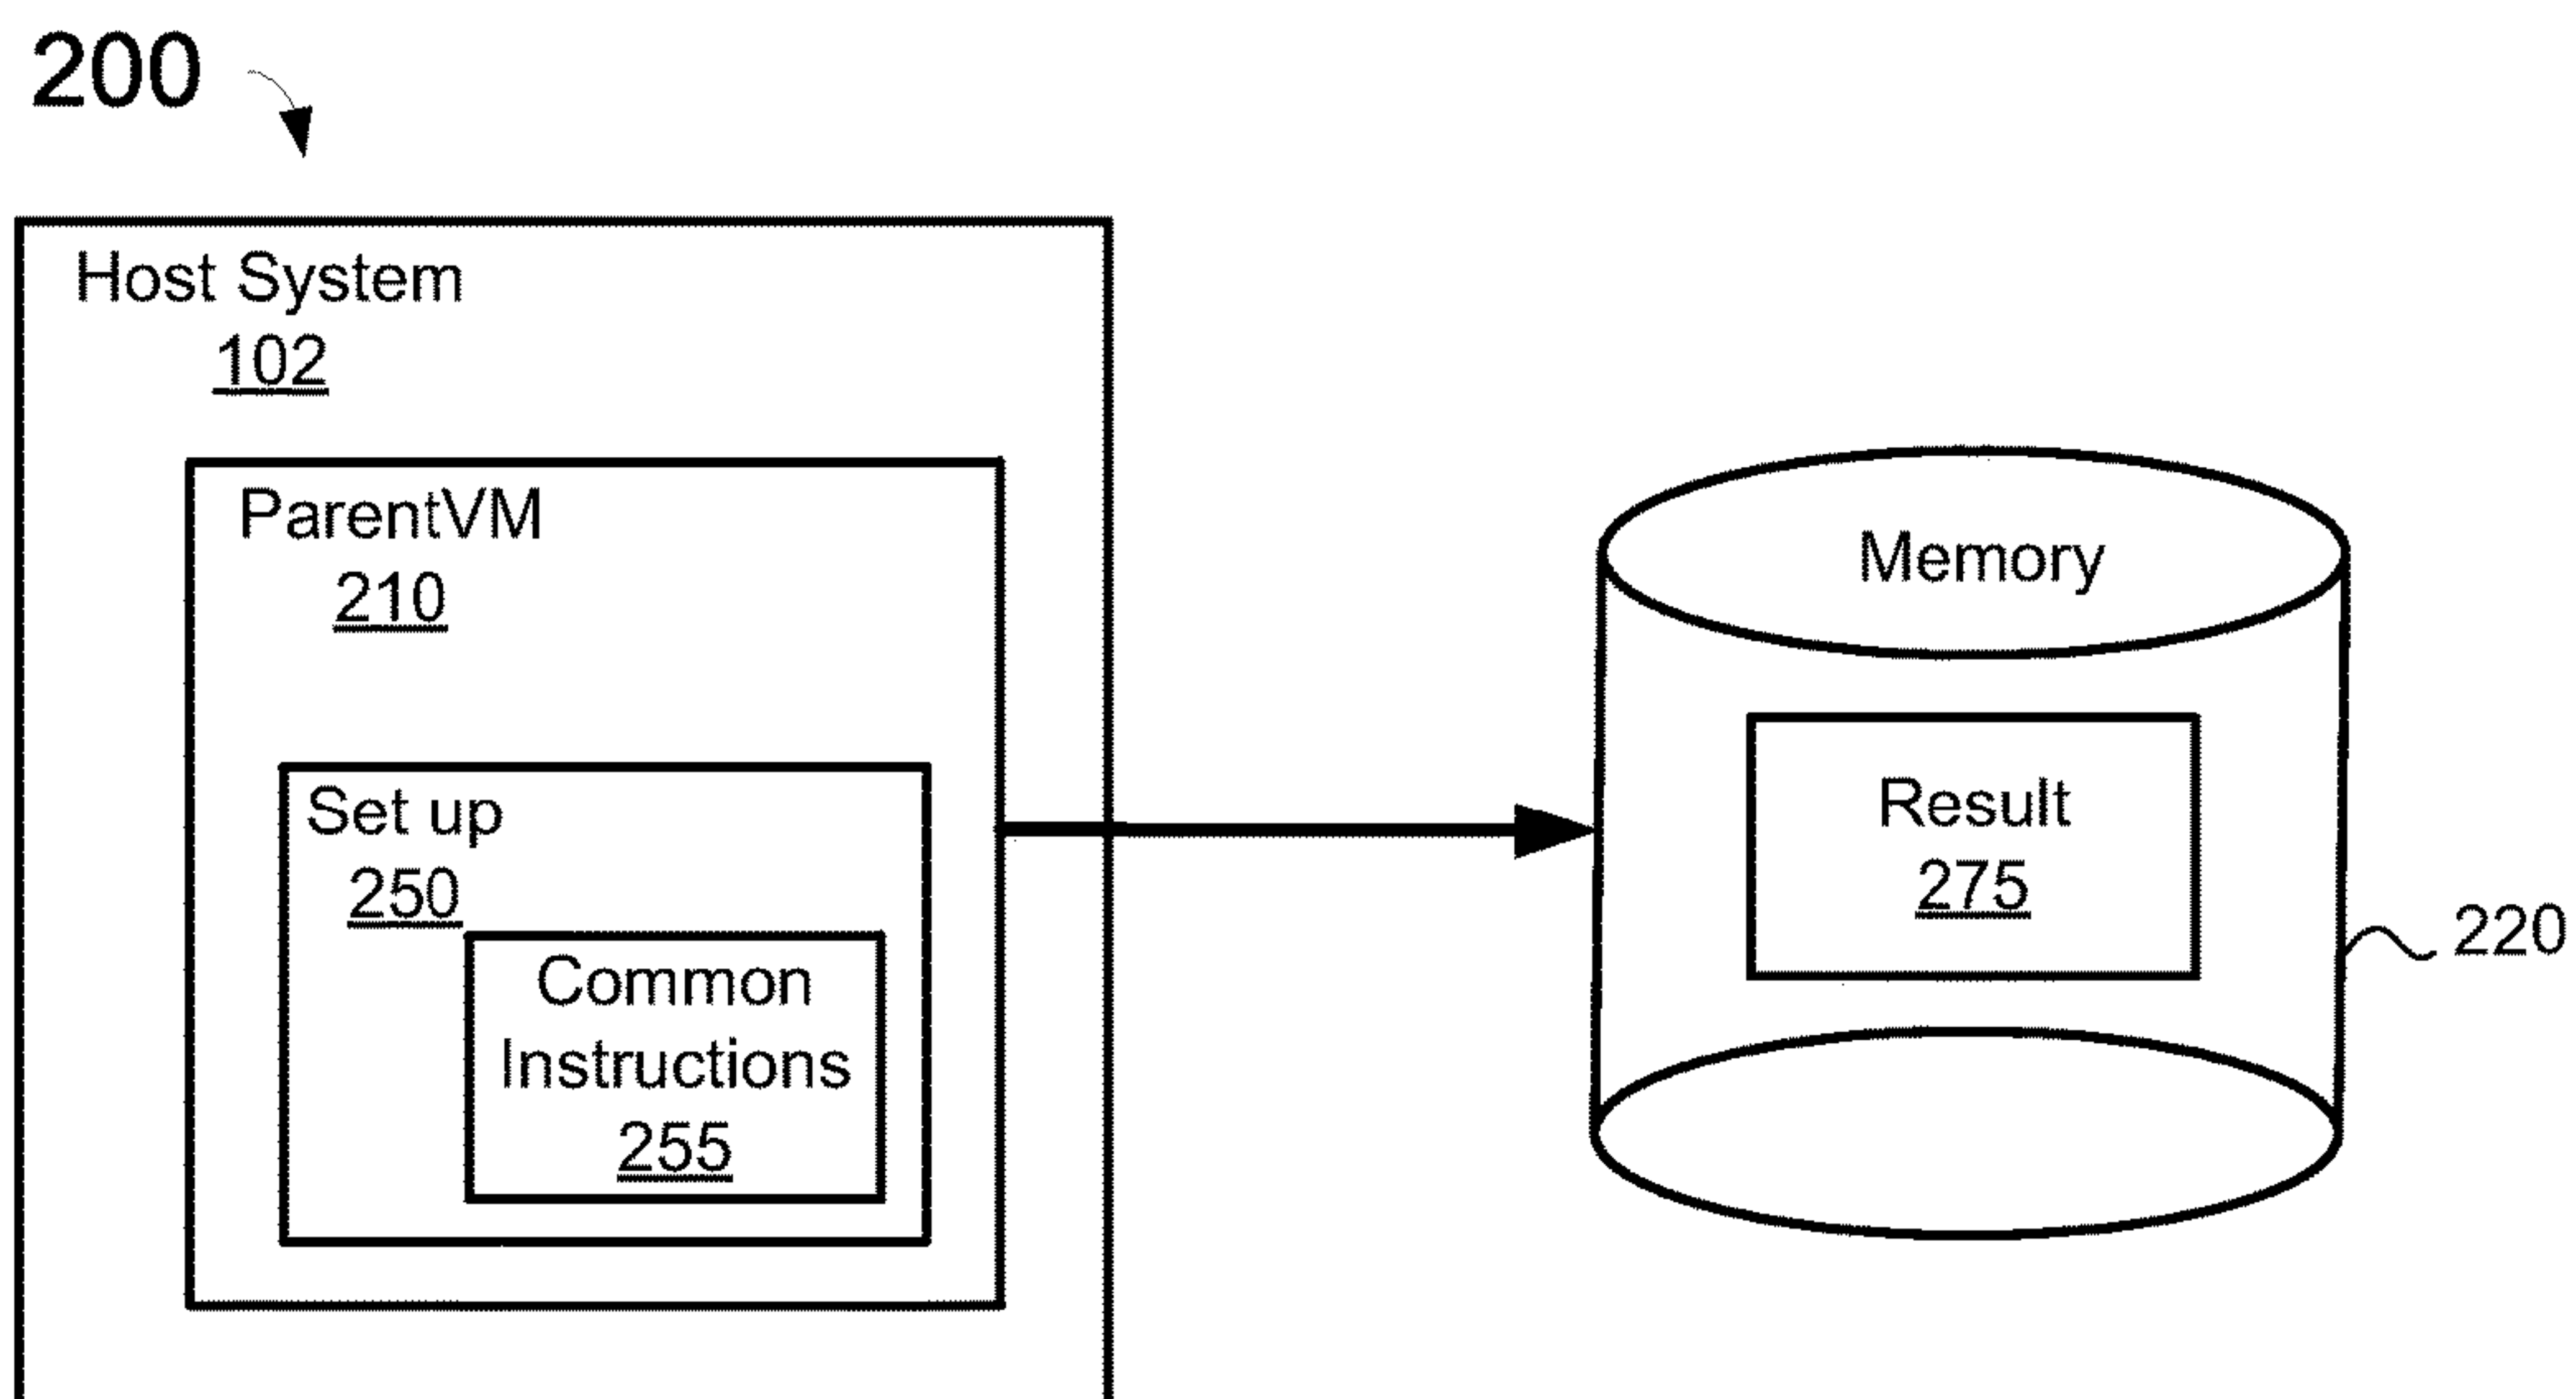 200
Host System
102
ParentVM
210
Set up
250
Common
Instructions
255
Memory
Result
275
220